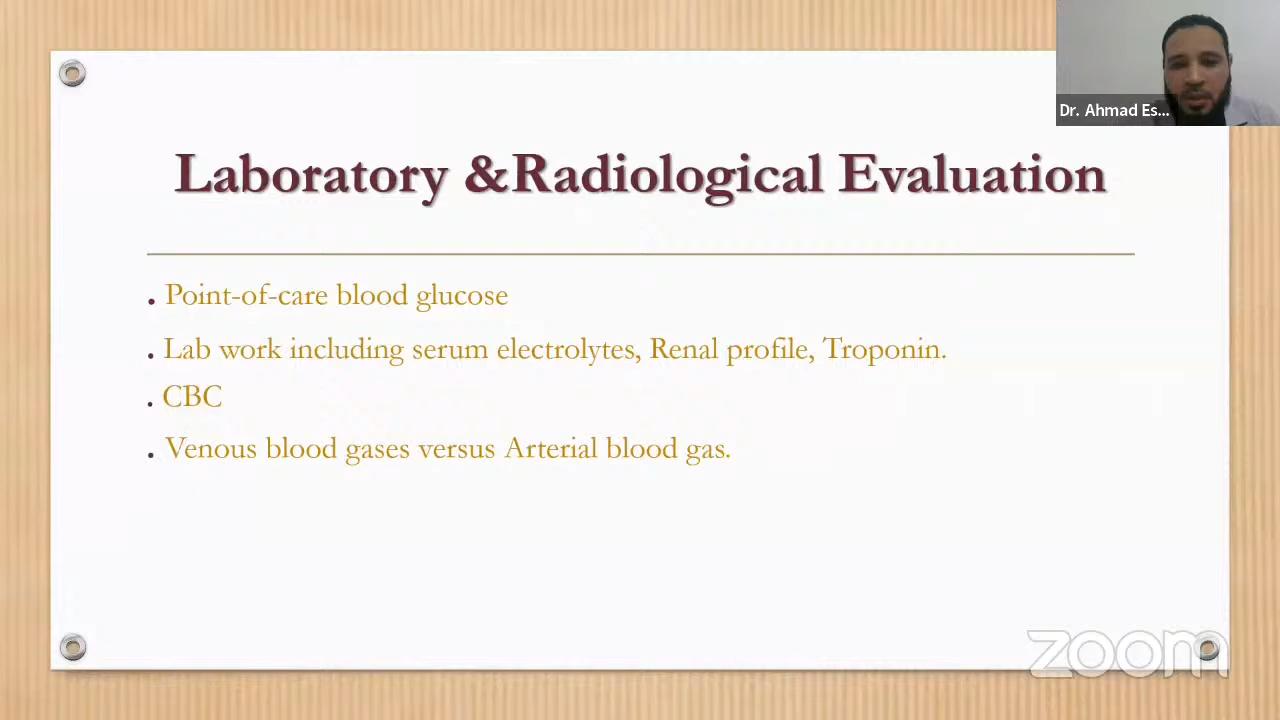 Dr. Ahmad Es...
Laboratory &Radiological Evaluation
. Point-of-care blood glucose
. Lab work including serum electrolytes, Renal profile, Troponin.
. CBC
. Venous blood gases versus Arterial blood gas.
zoom